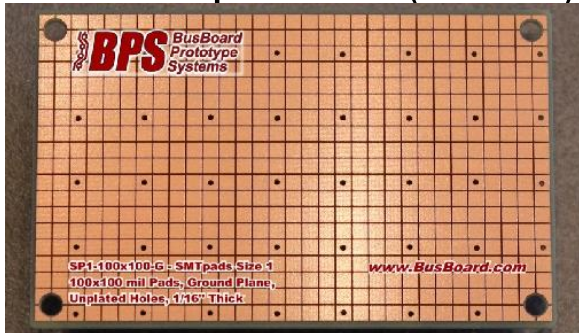 BPS BusBoard
Prototype
Systems
SP1-100x100-G - SMTpads Size 1
100x100 mil Pads, Ground Plane,
Unplated Holes, 1/16" Thick
www.BusBoard.com